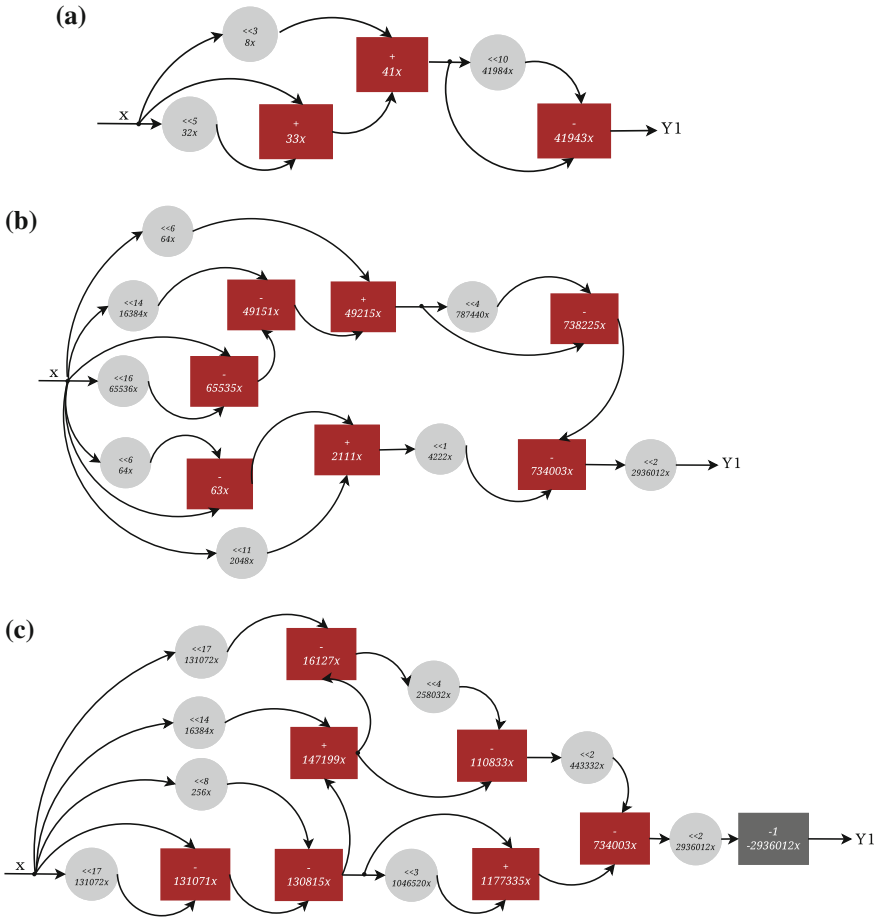 (a)
<<3
8x
+
41x
<<10
41984x
x
<<5
32x
+
33x
-
41943x
Y1
(b)
<<6
64x
<<14
16384x
-
49151x
+
49215x
<<4
787440x
-
738225x
x
<<16
65536x
-
65535x
<<6
64x
-
63x
+
2111x
<<1
4222x
-
734003x
<<2
2936012x
Y1
<<11
2048x
(c)
<<17
131072x
-
16127x
<<4
258032x
<<14
16384x
+
147199x
-
110833x
<<2
443332x
<<8
256x
x
<<17
131072x
-
131071x
-
130815x
<<3
1046520x
+
1177335x
-
734003x
<<2
2936012x
-1
-2936012x
Y1